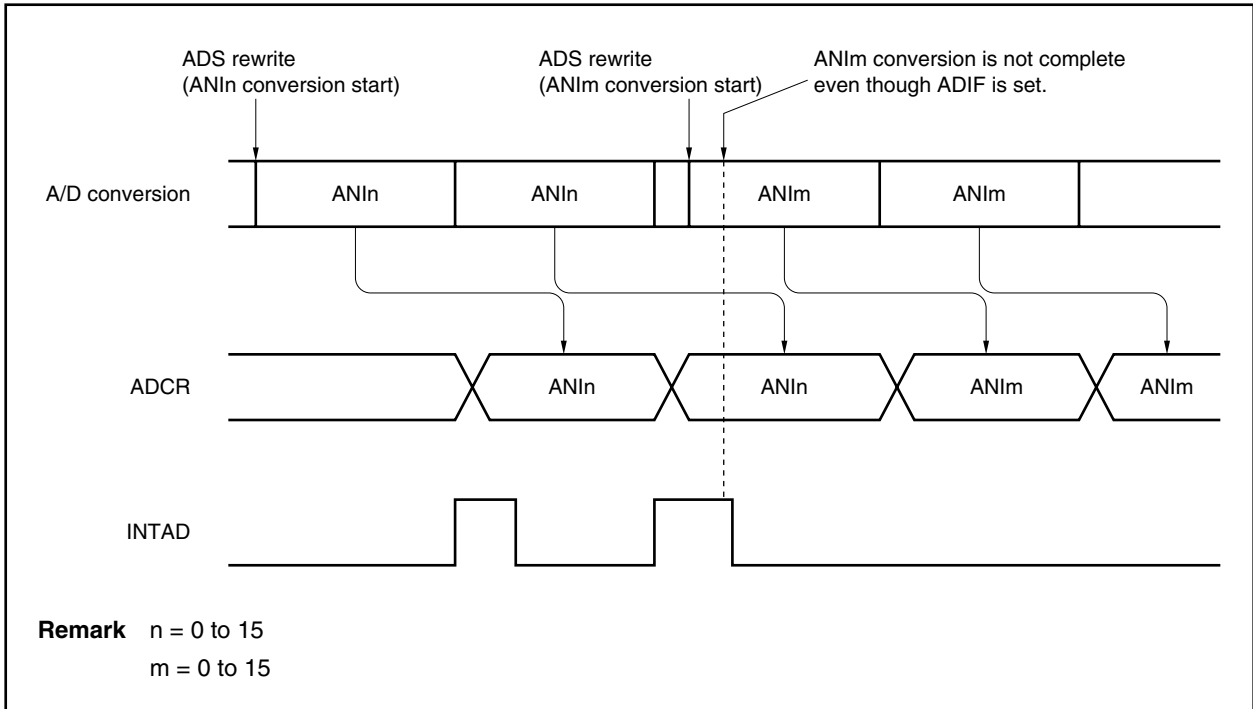 ADS rewrite
(ANIn conversion start)
ADS rewrite
(ANIm conversion start)
ANIm conversion is not complete
even though ADIF is set.
A/D conversion
ANIn
ANIn
ANIm
ANIm
ADCR
ANIn
ANIn
ANIm
ANIm
INTAD
Remark n = 0 to 15
m = 0 to 15